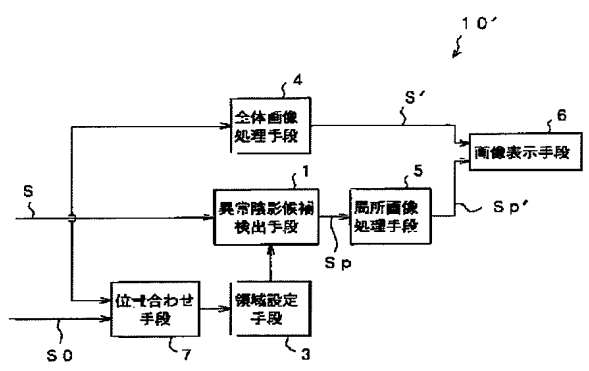 10′
4
全体画像
処理手段
S′
6
画像表示手段
1
5
S
異常陰影候補
検出手段
局所画像
処理手段
Sp
Sp′
位置合わせ
手段
領域設定
手段
S0
7
3